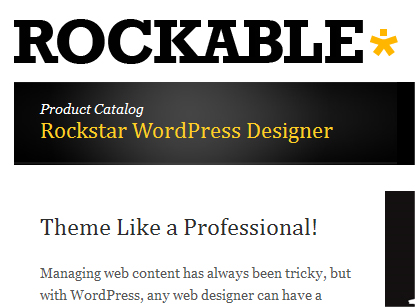 ROCKABLE*
Product Catalog
Rockstar WordPress Designer
Theme Like a Professional!
Managing web content has always been tricky, but
with WordPress, any web designer can have a